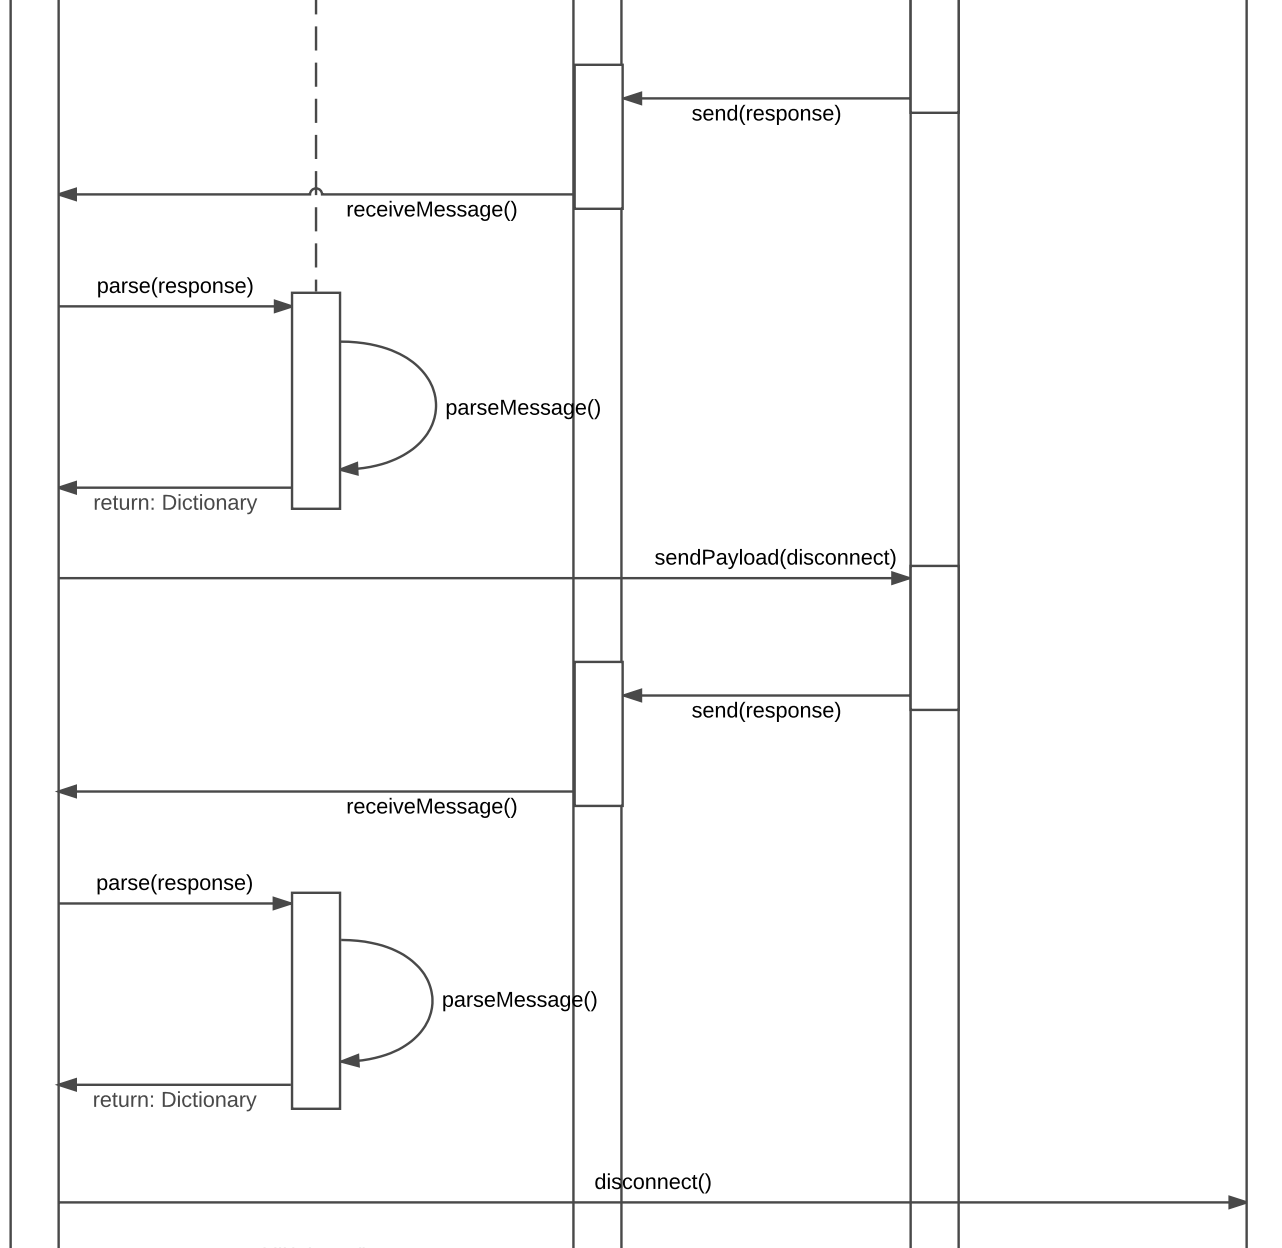 send(response)
receiveMessage()
parse(response)
parseMessage()
return: Dictionary
sendPayload(disconnect)
send(response)
receiveMessage()
parse(response)
parseMessage()
return: Dictionary
disconnect()